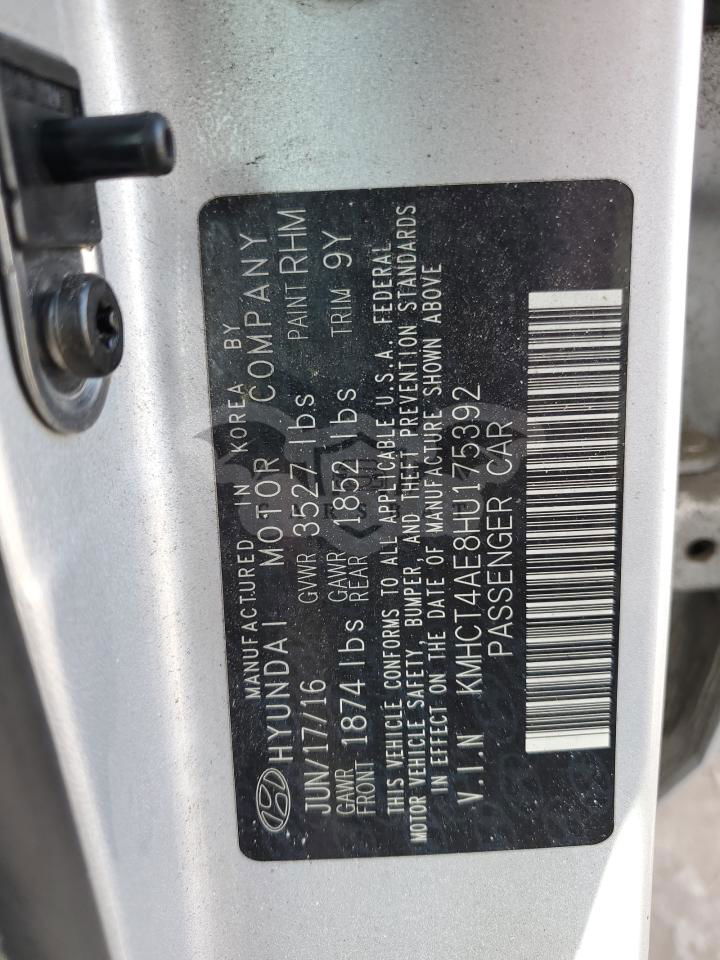 MANUFACTURED IN KOREA BY
HYUNDAI MOTOR COMPANY
JUN/17/16 GVWR 3527 lbs PAINT RHM
GAWR FRONT 1874 lbs GAWR REAR 1852 lbs TRIM 9Y
THIS VEHICLE CONFORMS TO ALL APPLICABLE U.S.A. FEDERAL
MOTOR VEHICLE SAFETY, BUMPER, AND THEFT PREVENTION STANDARDS
IN EFFECT ON THE DATE OF MANUFACTURE SHOWN ABOVE
V.I.N KMHCT4AE8HU175392
PASSENGER CAR